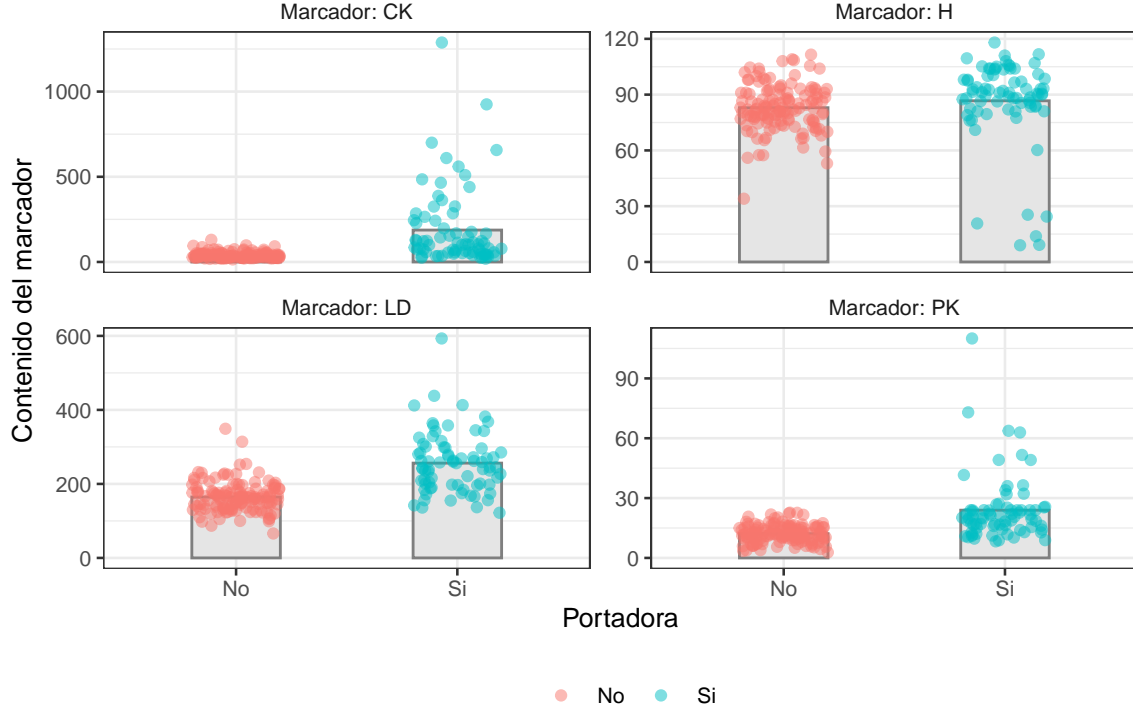 Marcador: CK
Marcador: H
1000
500
0
120
90
60
30
0
Marcador: LD
Marcador: PK
600
400
200
0
90
60
30
0
No
Si
No
Si
Contenido del marcador
Portadora
No
Si